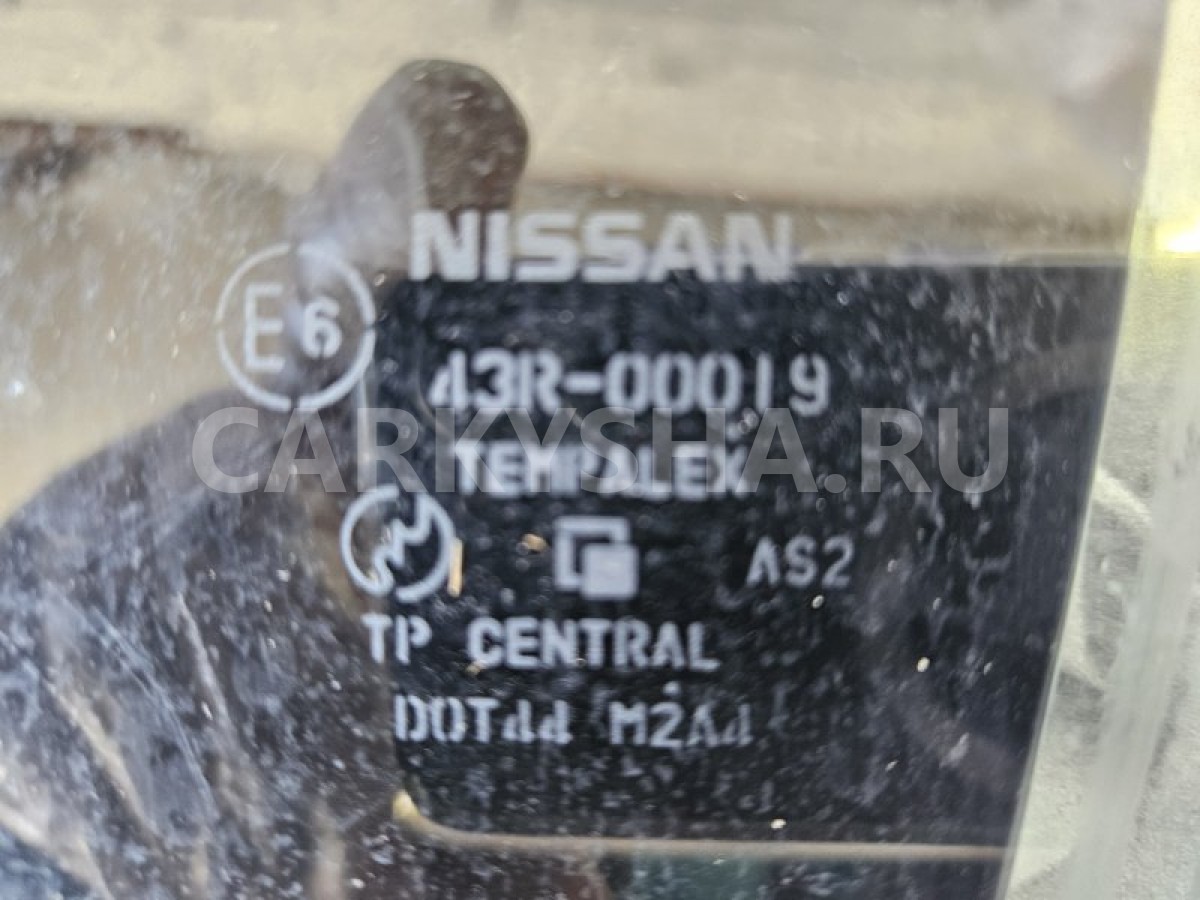 NISSAN
E6
43R-00019
TEMPALEX
AS2
TP CENTRAL
DOT44 M2A4
CARKYSHA.RU